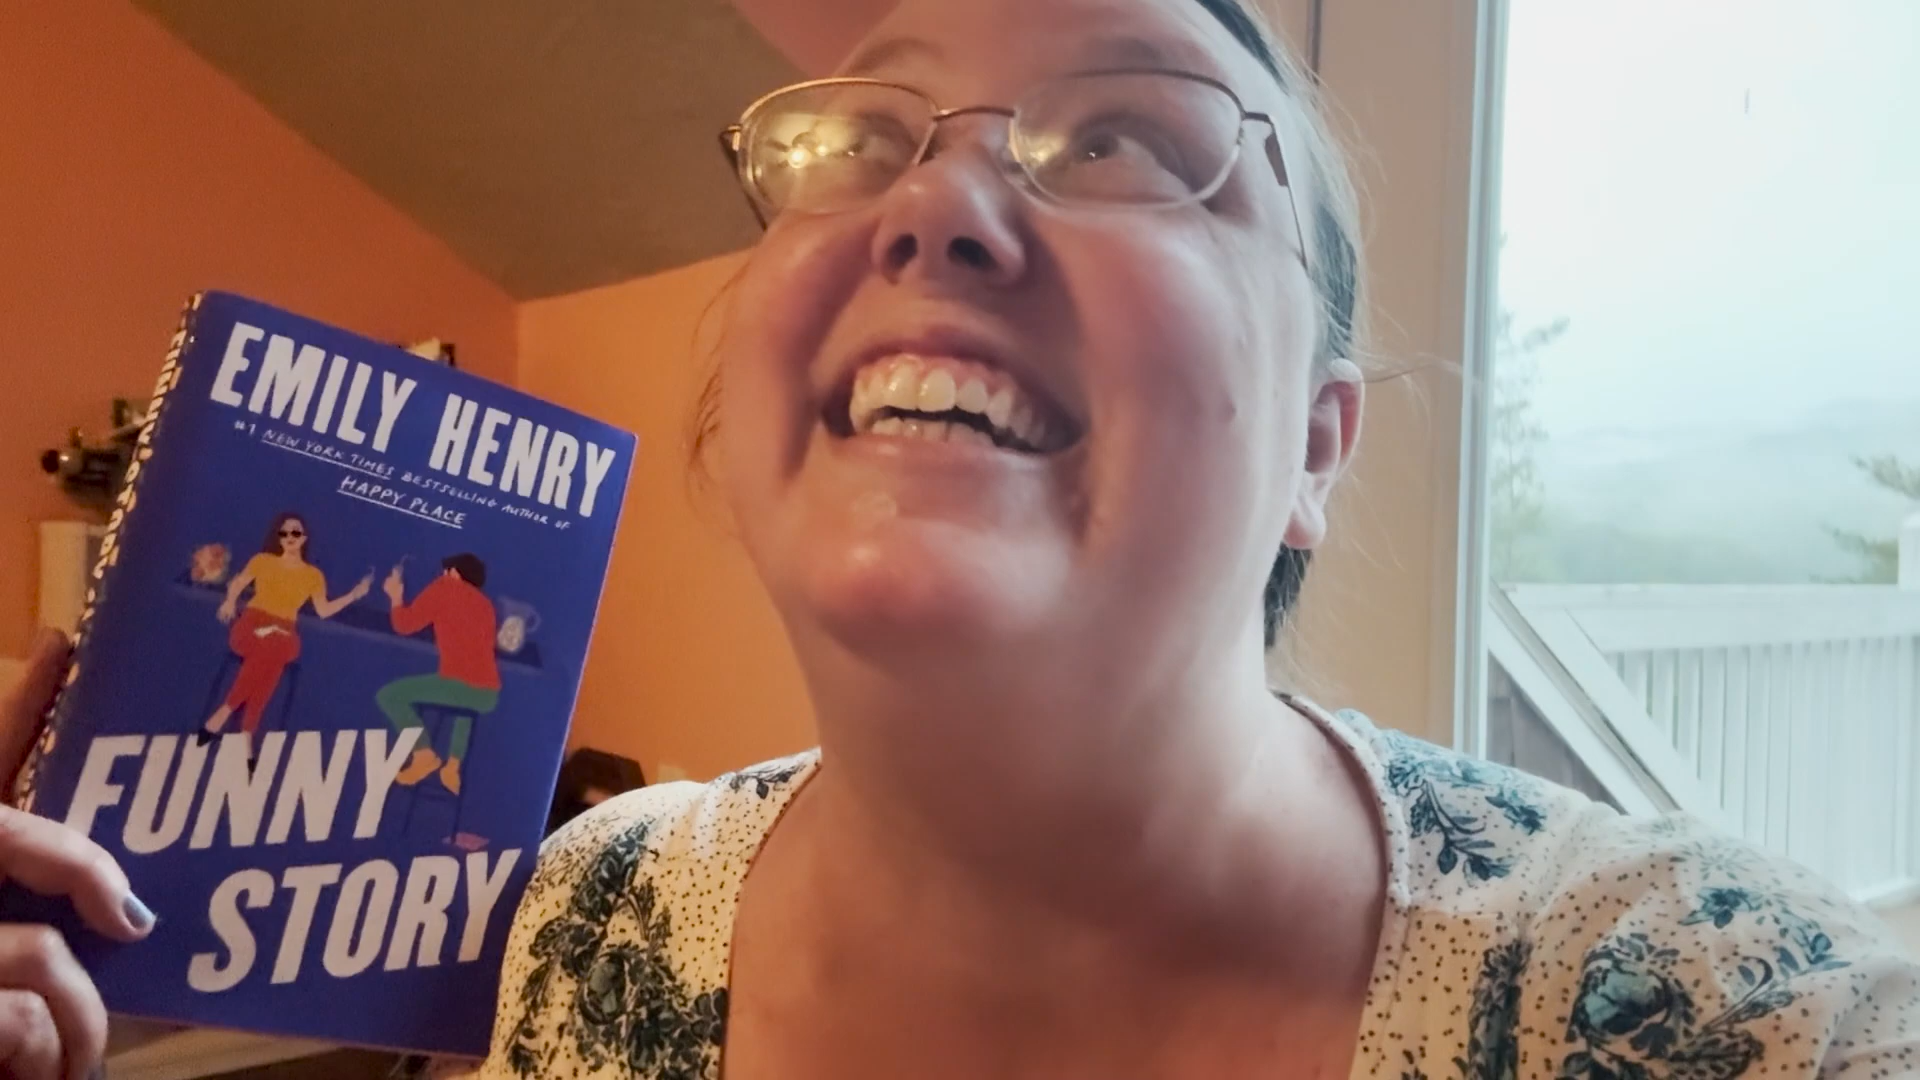 EMILY HENRY
#1 NEW YORK TIMES BESTSELLING AUTHOR OF
HAPPY PLACE
FUNNY
STORY